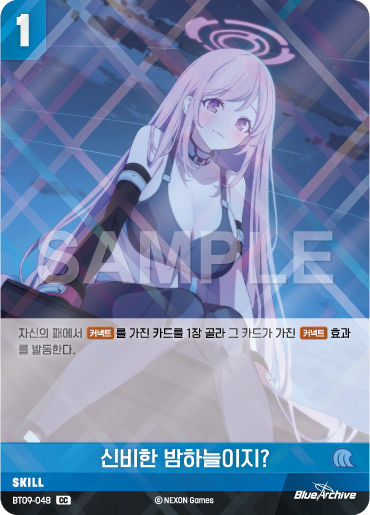 1
SAMPLE
자신의 패에서 커넥트 를 가진 카드를 1장 골라 그 카드가 가진 커넥트 효과
를 발동한다.
신비한 밤하늘이지?
SKILL
BT09-048 CC
© NEXON Games
BlueArchive